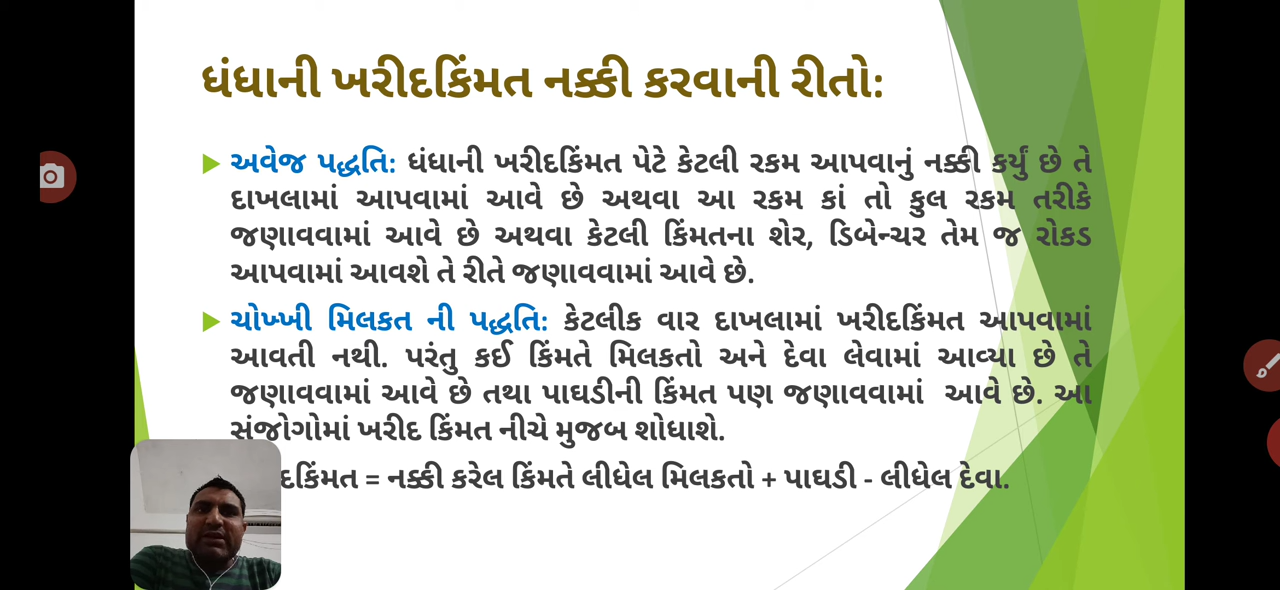 ધંધાની ખરીદકિંમત નક્કી કરવાની રીતો:
અવેજ પદ્ધતિ: ધંધાની ખરીદકિંમત પેટે કેટલી રકમ આપવાનું નક્કી કર્યું છે તે
દાખલામાં આપવામાં આવે છે અથવા આ રકમ કાં તો કુલ રકમ તરીકે
જણાવવામાં આવે છે અથવા કેટલી કિંમતના શેર, ડિબેન્ચર તેમ જ રોકડ
આપવામાં આવશે તે રીતે જણાવવામાં આવે છે.
ચોખ્ખી મિલકત ની પદ્ધતિ: કેટલીક વાર દાખલામાં ખરીદકિંમત આપવામાં
આવતી નથી. પરંતુ કઈ કિંમતે મિલકતો અને દેવા લેવામાં આવ્યા છે તે
જણાવવામાં આવે છે તથા પાઘડીની કિંમત પણ જણાવવામાં આવે છે. આ
સંજોગોમાં ખરીદ કિંમત નીચે મુજબ શોધાશે.
દકિંમત = નક્કી કરેલ કિંમતે લીધેલ મિલકતો + પાઘડી - લીધેલ દેવા.